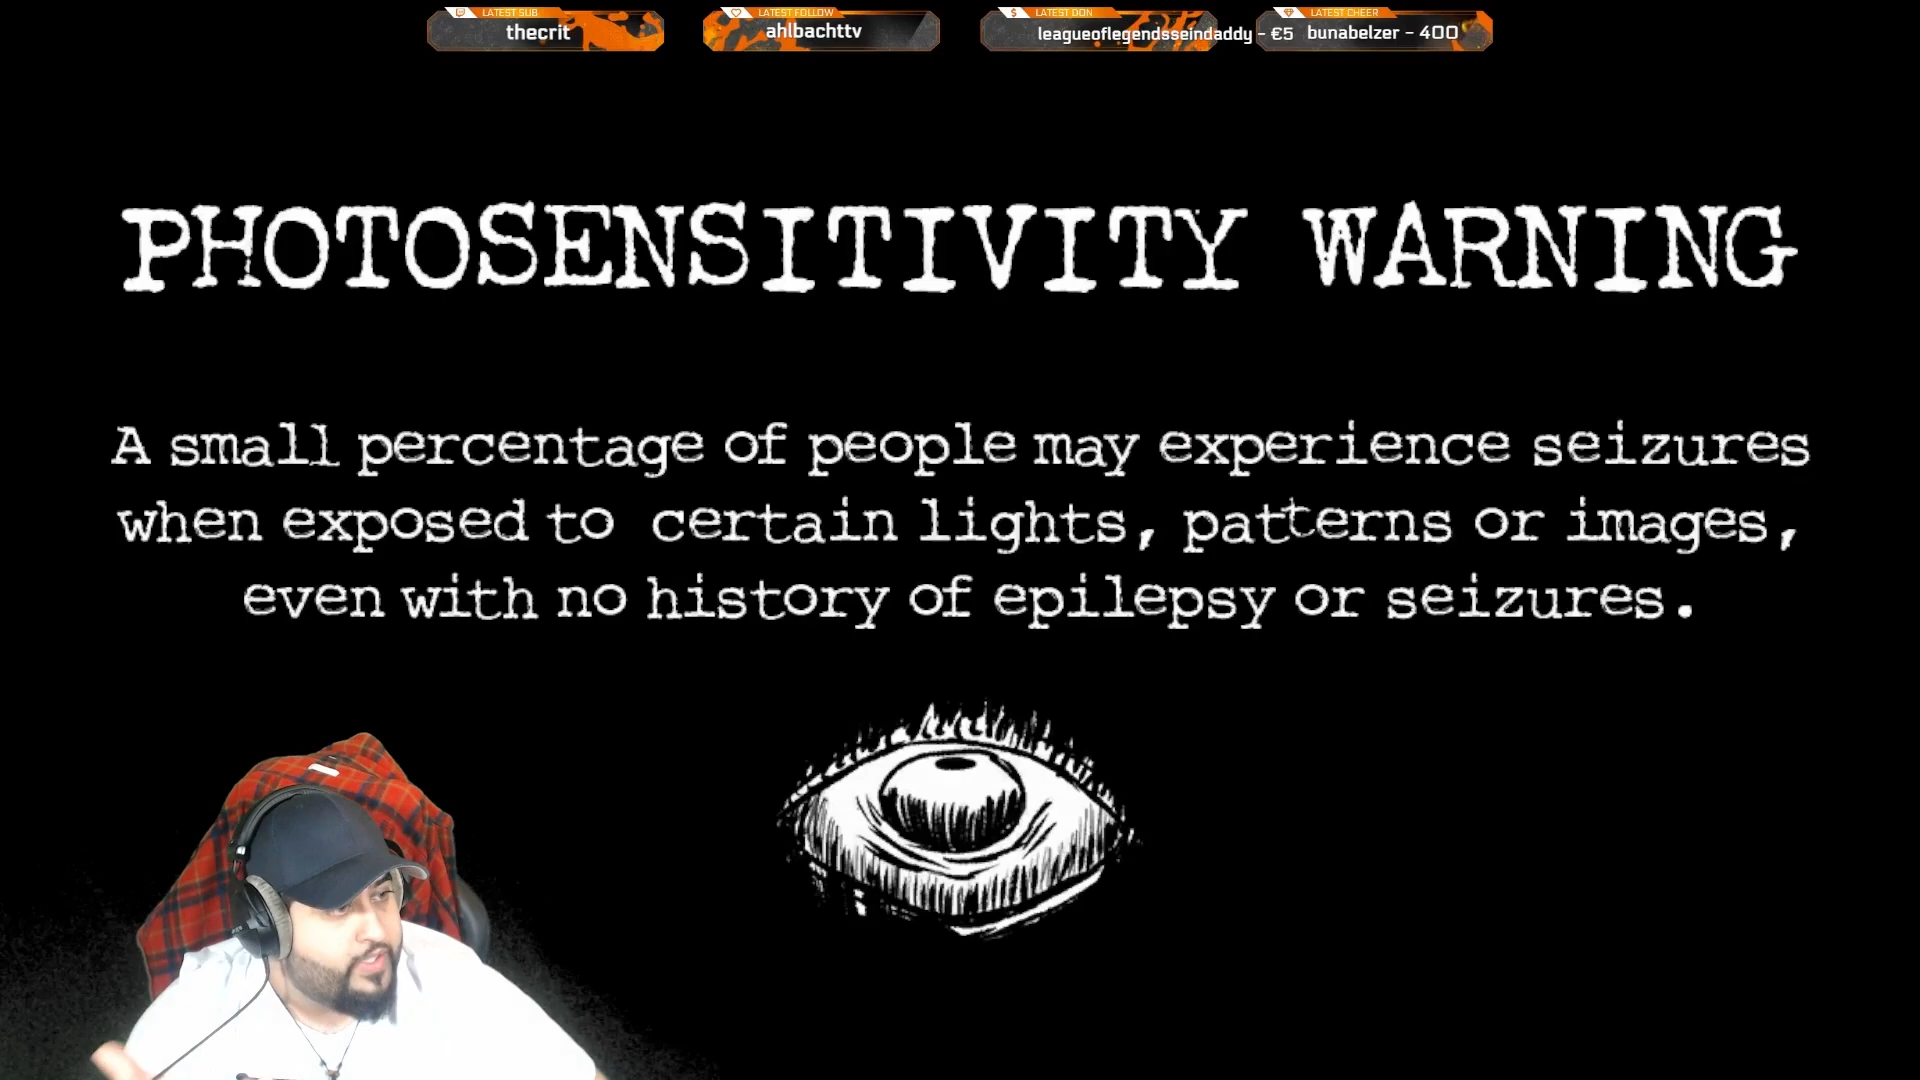 LATEST SUB
thecrit
LATEST FOLLOW
ahlbachttv
LATEST DON
leagueoflegendsseindaddy - €5
LATEST CHEER
bunabelzer - 400
PHOTOSENSITIVITY WARNING
A small percentage of people may experience seizures
when exposed to certain lights, patterns or images,
even with no history of epilepsy or seizures.